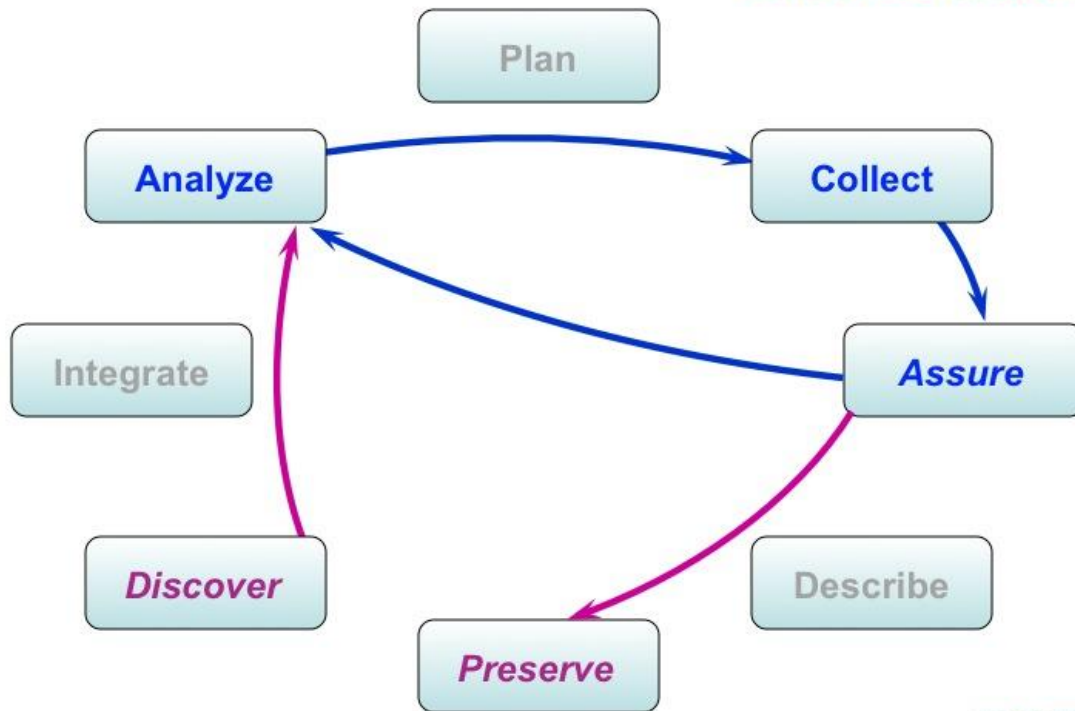 Plan
Analyze
Collect
Integrate
Assure
Discover
Describe
Preserve